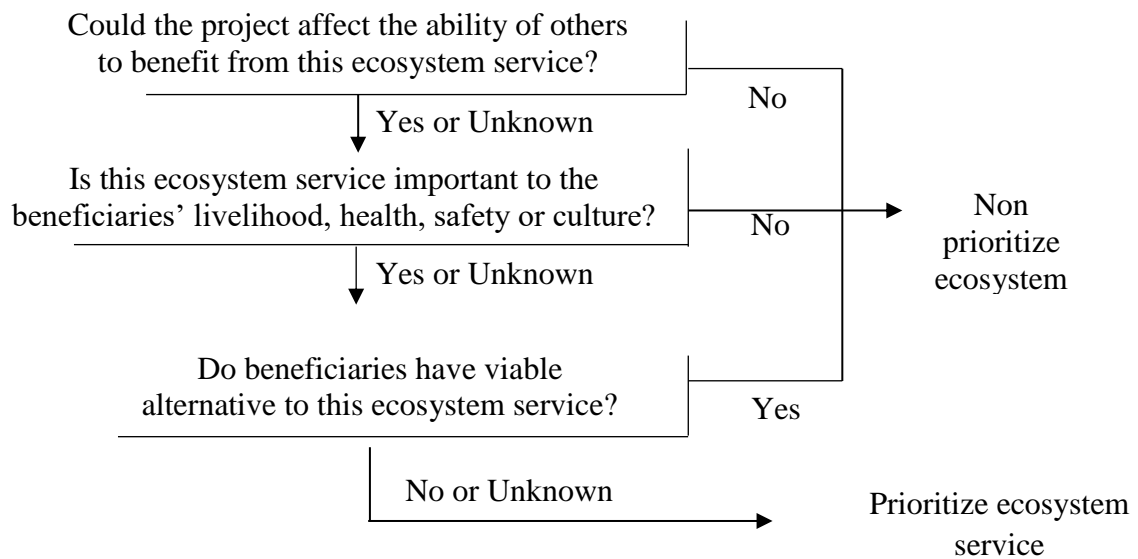 Could the project affect the ability of others
to benefit from this ecosystem service?
No
Yes or Unknown
Is this ecosystem service important to the
beneficiaries’ livelihood, health, safety or culture?
No
Non
prioritize
ecosystem
Yes or Unknown
Do beneficiaries have viable
alternative to this ecosystem service?
Yes
No or Unknown
Prioritize ecosystem
service